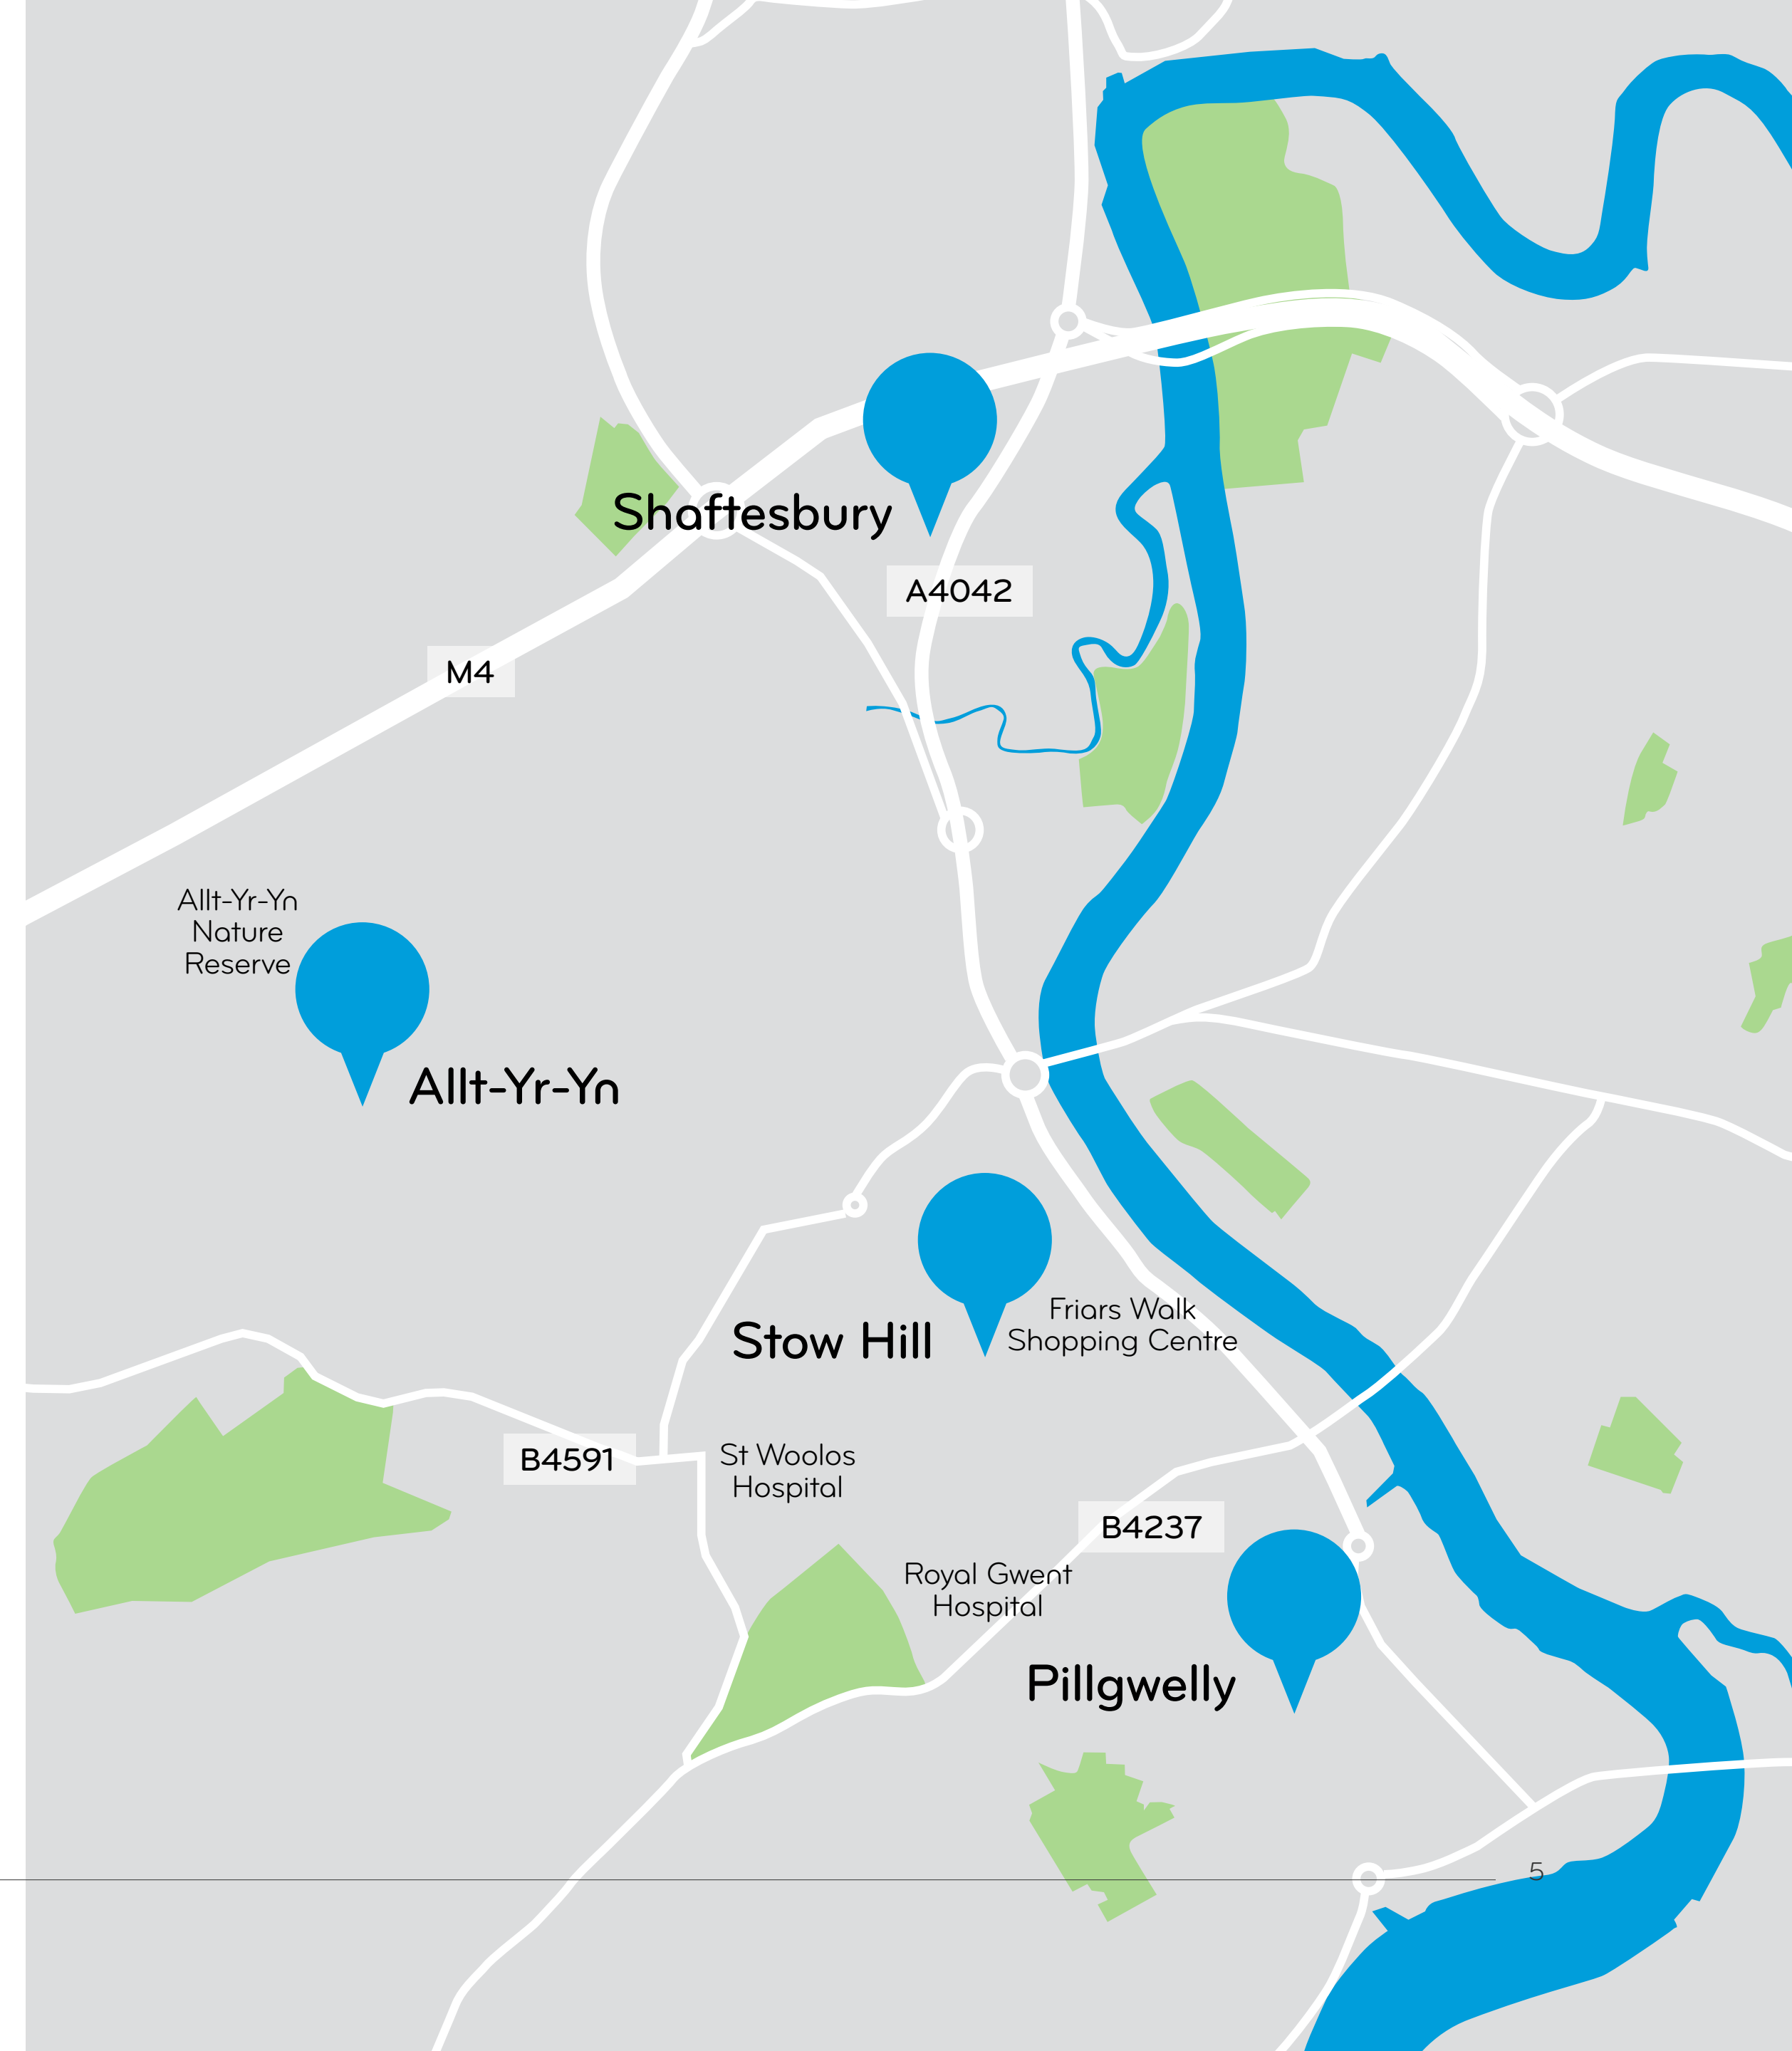 Shaftesbury
A4042
M4
Allt-Yr-Yn
Nature
Reserve
Allt-Yr-Yn
Friars Walk
Shopping Centre
Stow Hill
B4591
St Woolos
Hospital
B4237
Royal Gwent
Hospital
Pillgwelly
5